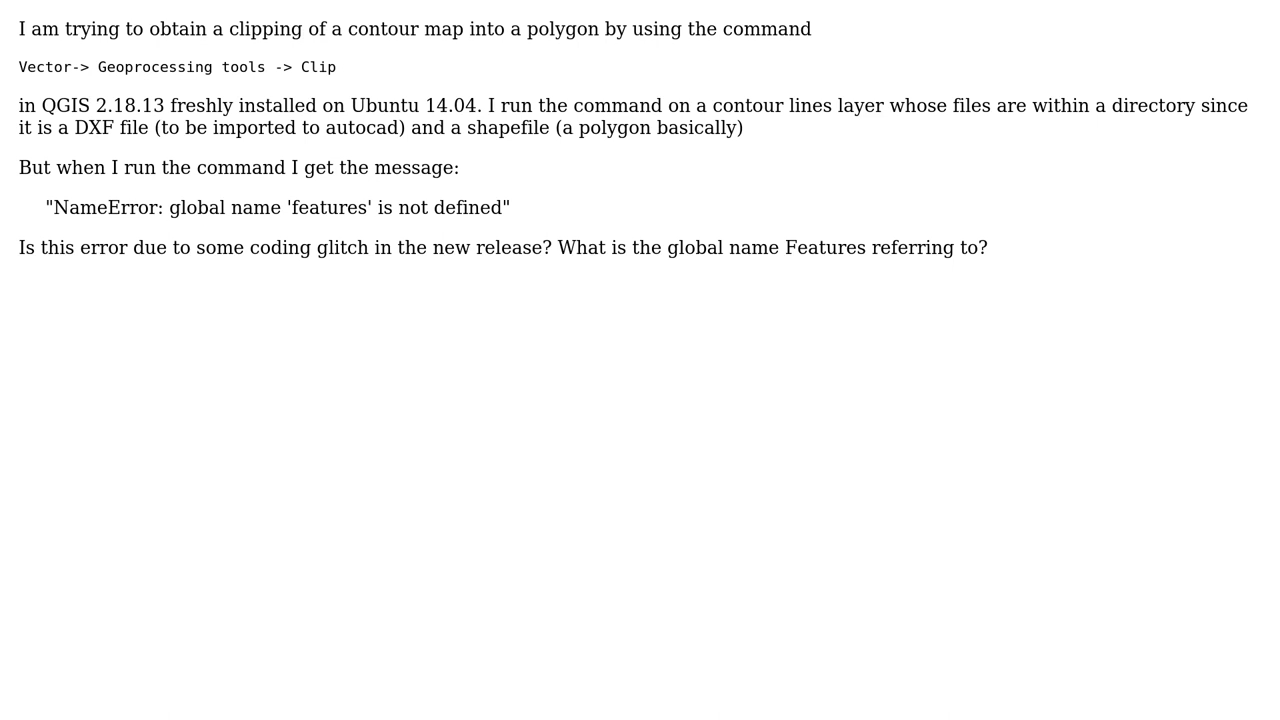 I am trying to obtain a clipping of a contour map into a polygon by using the command
Vector-> Geoprocessing tools -> Clip
in QGIS 2.18.13 freshly installed on Ubuntu 14.04. I run the command on a contour lines layer whose files are within a directory since
it is a DXF file (to be imported to autocad) and a shapefile (a polygon basically)
But when I run the command I get the message:
"NameError: global name 'features' is not defined"
Is this error due to some coding glitch in the new release? What is the global name Features referring to?